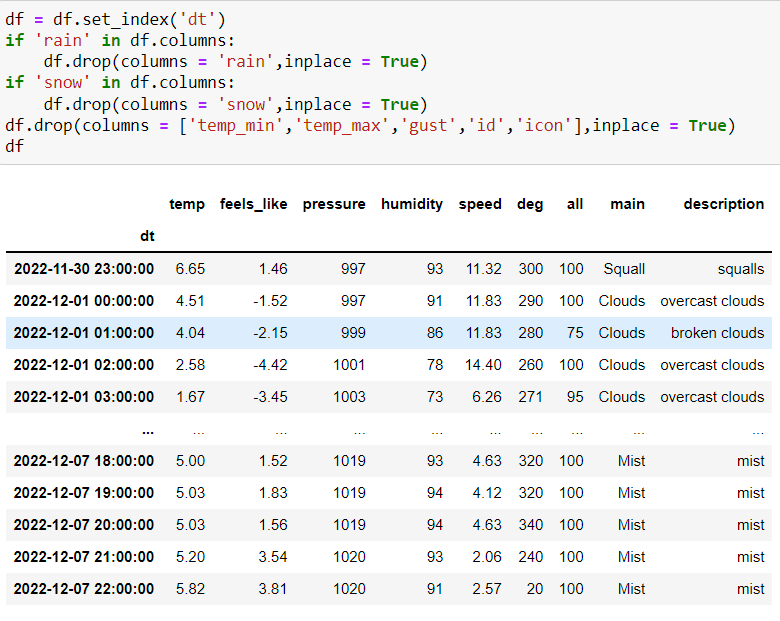 df = df.set_index('dt')
if 'rain' in df.columns:
    df.drop(columns = 'rain',inplace = True)
if 'snow' in df.columns:
    df.drop(columns = 'snow',inplace = True)
df.drop(columns = ['temp_min','temp_max','gust','id','icon'],inplace = True)
df
temp feels_like pressure humidity speed deg all main description
dt
2022-11-30 23:00:00 6.65 1.46 997 93 11.32 300 100 Squall squalls
2022-12-01 00:00:00 4.51 -1.52 997 91 11.83 290 100 Clouds overcast clouds
2022-12-01 01:00:00 4.04 -2.15 999 86 11.83 280 75 Clouds broken clouds
2022-12-01 02:00:00 2.58 -4.42 1001 78 14.40 260 100 Clouds overcast clouds
2022-12-01 03:00:00 1.67 -3.45 1003 73 6.26 271 95 Clouds overcast clouds
... ... ... ... ... ... ... ... ... ...
2022-12-07 18:00:00 5.00 1.52 1019 93 4.63 320 100 Mist mist
2022-12-07 19:00:00 5.03 1.83 1019 94 4.12 320 100 Mist mist
2022-12-07 20:00:00 5.03 1.56 1019 94 4.63 340 100 Mist mist
2022-12-07 21:00:00 5.20 3.54 1020 93 2.06 240 100 Mist mist
2022-12-07 22:00:00 5.82 3.81 1020 91 2.57 20 100 Mist mist